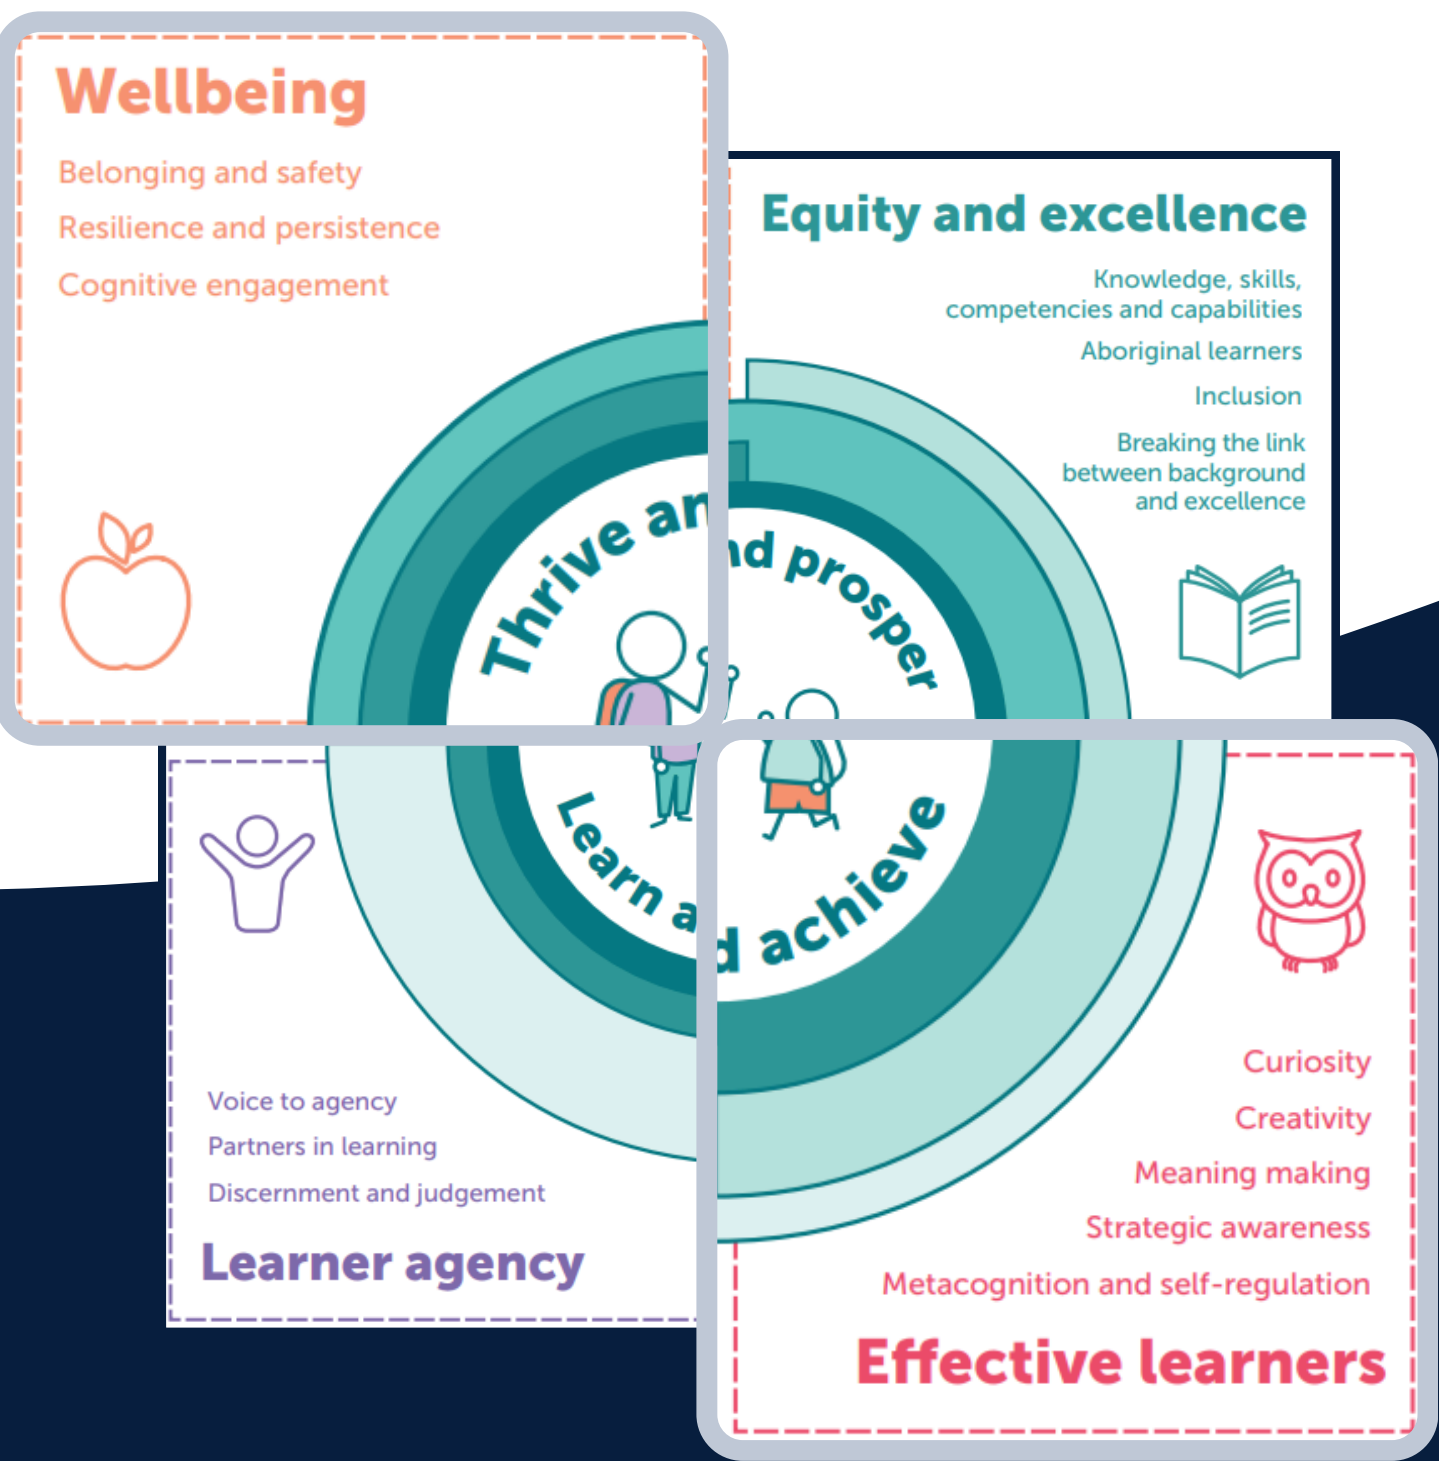 Wellbeing
Belonging and safety
Resilience and persistence
Cognitive engagement
Equity and excellence
Knowledge, skills,
competencies and capabilities
Aboriginal learners
Inclusion
Breaking the link
between background
and excellence
Thrive an
nd prosper
Learn a
d achieve
Voice to agency
Partners in learning
Discernment and judgement
Learner agency
Curiosity
Creativity
Meaning making
Strategic awareness
Metacognition and self-regulation
Effective learners